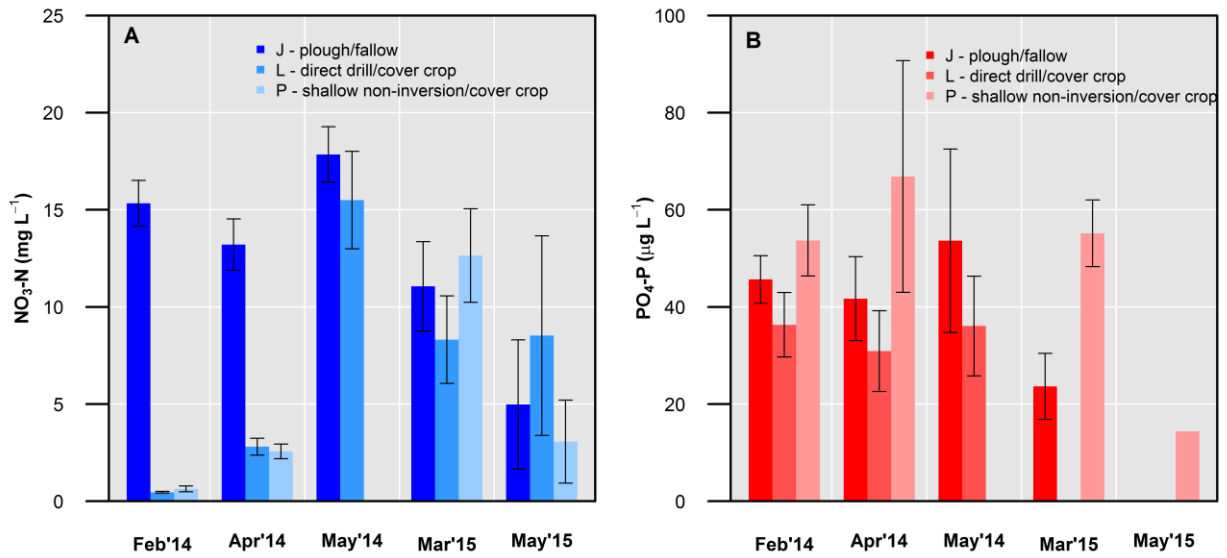 A
J - plough/fallow
L - direct drill/cover crop
P - shallow non-inversion/cover crop
NO₃-N (mg L⁻¹)
25
20
15
10
5
0
Feb'14 Apr'14 May'14 Mar'15 May'15
B
J - plough/fallow
L - direct drill/cover crop
P - shallow non-inversion/cover crop
PO₄-P (µg L⁻¹)
100
80
60
40
20
0
Feb'14 Apr'14 May'14 Mar'15 May'15